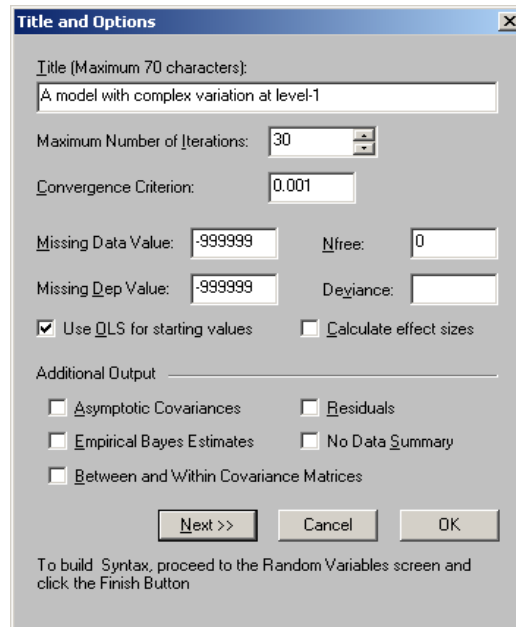 Title and Options
Title (Maximum 70 characters):
A model with complex variation at level-1
Maximum Number of Iterations: 30
Convergence Criterion: 0.001
Missing Data Value: -999999 Nfree: 0
Missing Dep Value: -999999 Deviance:
Use OLS for starting values Calculate effect sizes
Additional Output
Asymptotic Covariances Residuals
Empirical Bayes Estimates No Data Summary
Between and Within Covariance Matrices
Next >> Cancel OK
To build Syntax, proceed to the Random Variables screen and
click the Finish Button